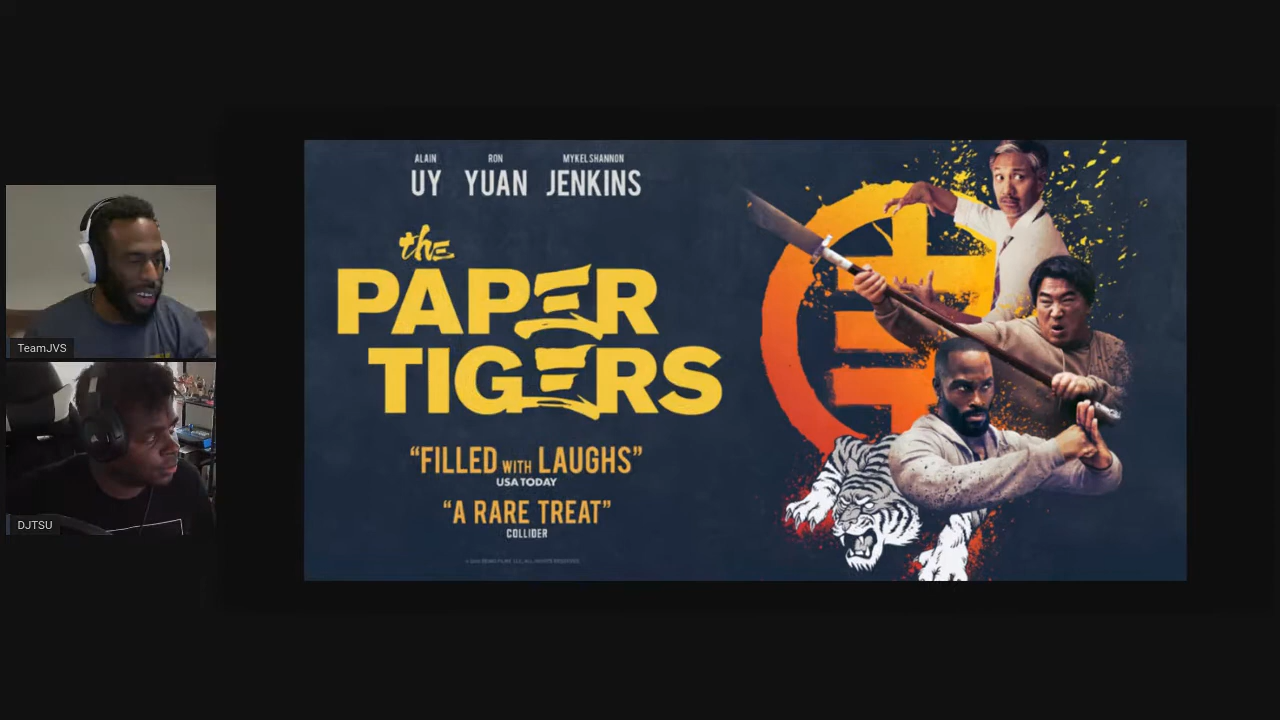 ALAIN RON MYKEL SHANNON
UY YUAN JENKINS
the
PAPER
TIGERS
“FILLED WITH LAUGHS”
USA TODAY
“A RARE TREAT”
COLLIDER
TeamJVS
DJTSU